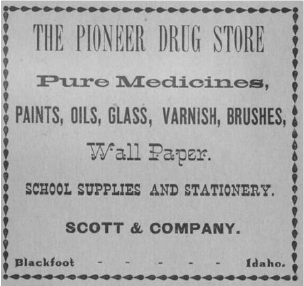 THE PIONEER DRUG STORE
Pure Medicines,
PAINTS, OILS, GLASS, VARNISH, BRUSHES,
Wall Paper.
SCHOOL SUPPLIES AND STATIONERY.
SCOTT & COMPANY.
Blackfoot - - - - - Idaho.